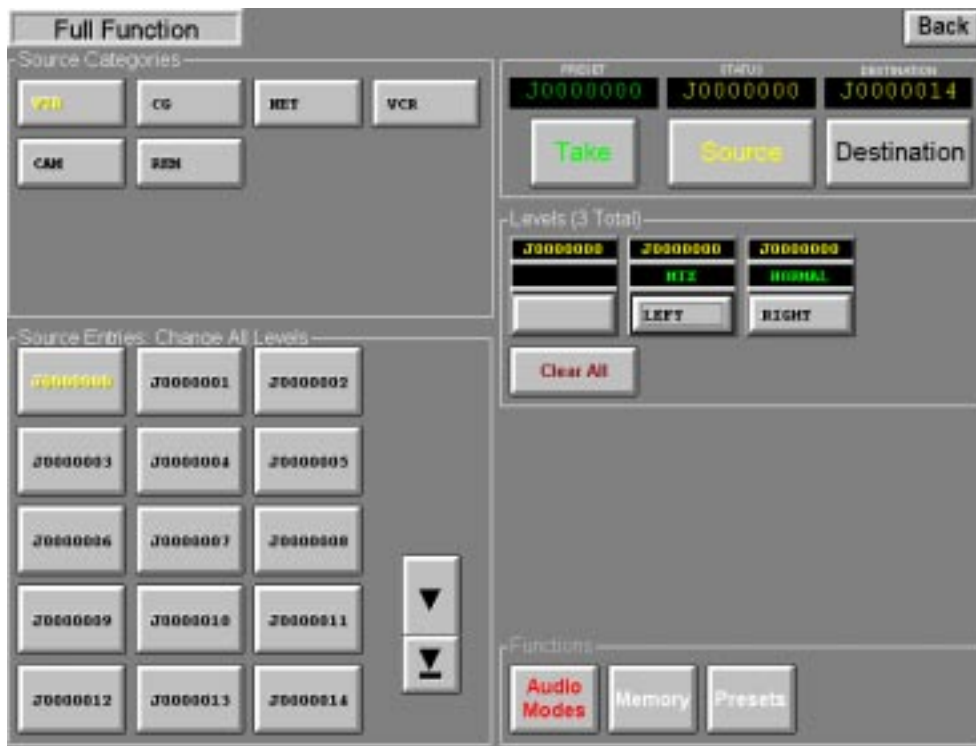 Full Function
Back
Source Categories
CG
NET
VCR
CAM
REM
PRESET
STATUS
DESTINATION
J0000000
J0000000
J0000014
Take
Source
Destination
Levels (3 Total)
J0000000
J0000000
J0000000
MIX
NORMAL
LEFT
RIGHT
Clear All
Source Entries: Change All Levels
J0000000
J0000001
J0000002
J0000003
J0000004
J0000005
J0000006
J0000007
J0000008
J0000009
J0000010
J0000011
J0000012
J0000013
J0000014
Functions
Audio
Modes
Memory
Presets